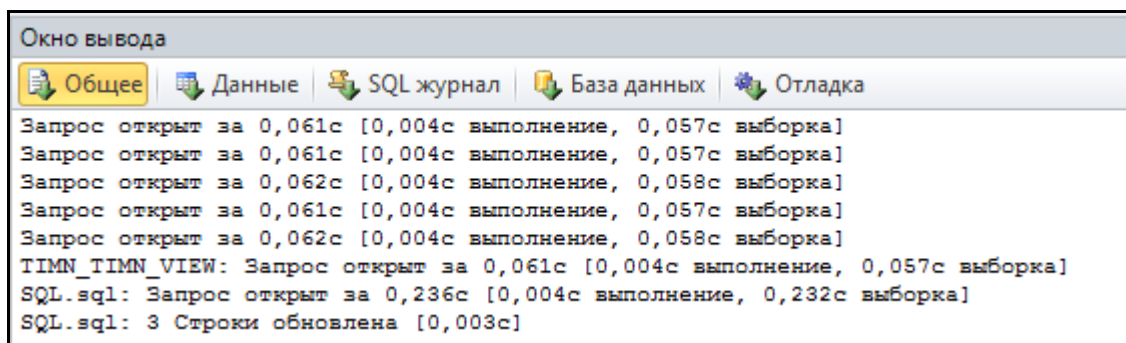 Окно вывода
Общее Данные SQL журнал База данных Отладка
Запрос открыт за 0,061с [0,004с выполнение, 0,057с выборка]
Запрос открыт за 0,061с [0,004с выполнение, 0,057с выборка]
Запрос открыт за 0,062с [0,004с выполнение, 0,058с выборка]
Запрос открыт за 0,061с [0,004с выполнение, 0,057с выборка]
Запрос открыт за 0,062с [0,004с выполнение, 0,058с выборка]
TIMN_TIMN_VIEW: Запрос открыт за 0,061с [0,004с выполнение, 0,057с выборка]
SQL.sql: Запрос открыт за 0,236с [0,004с выполнение, 0,232с выборка]
SQL.sql: 3 Строки обновлена [0,003с]